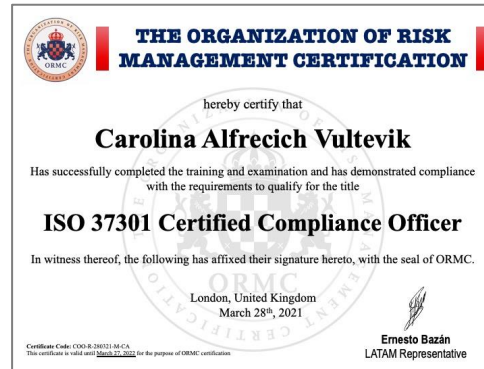 THE ORGANIZATION OF RISK
MANAGEMENT CERTIFICATION
ORMC
hereby certify that
Carolina Alfrecich Vultevik
Has successfully completed the training and examination and has demonstrated compliance
with the requirements to qualify for the title
ISO 37301 Certified Compliance Officer
In witness thereof, the following has affixed their signature hereto, with the seal of ORMC.
ORMC
London, United Kingdom
March 28th, 2021
Ernesto Bazán
LATAM Representative
Certificate Code: COO-R-280321-M-CA
This certificate is valid until March 27, 2022 for the purpose of ORMC certification